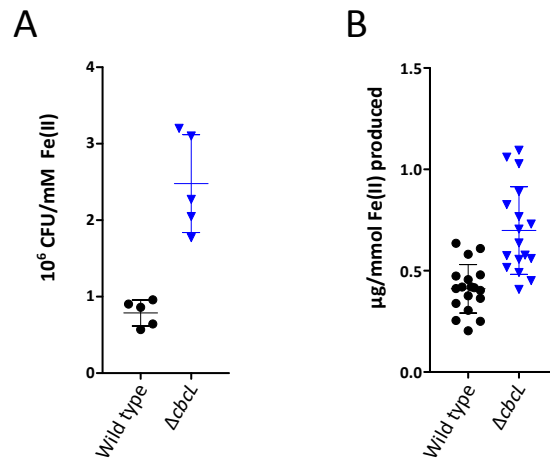 A
10⁶ CFU/mM Fe(II)
4
3
2
1
0
Wild type
ΔcbcL
B
µg/mmol Fe(II) produced
1.5
1.0
0.5
0.0
Wild type
ΔcbcL